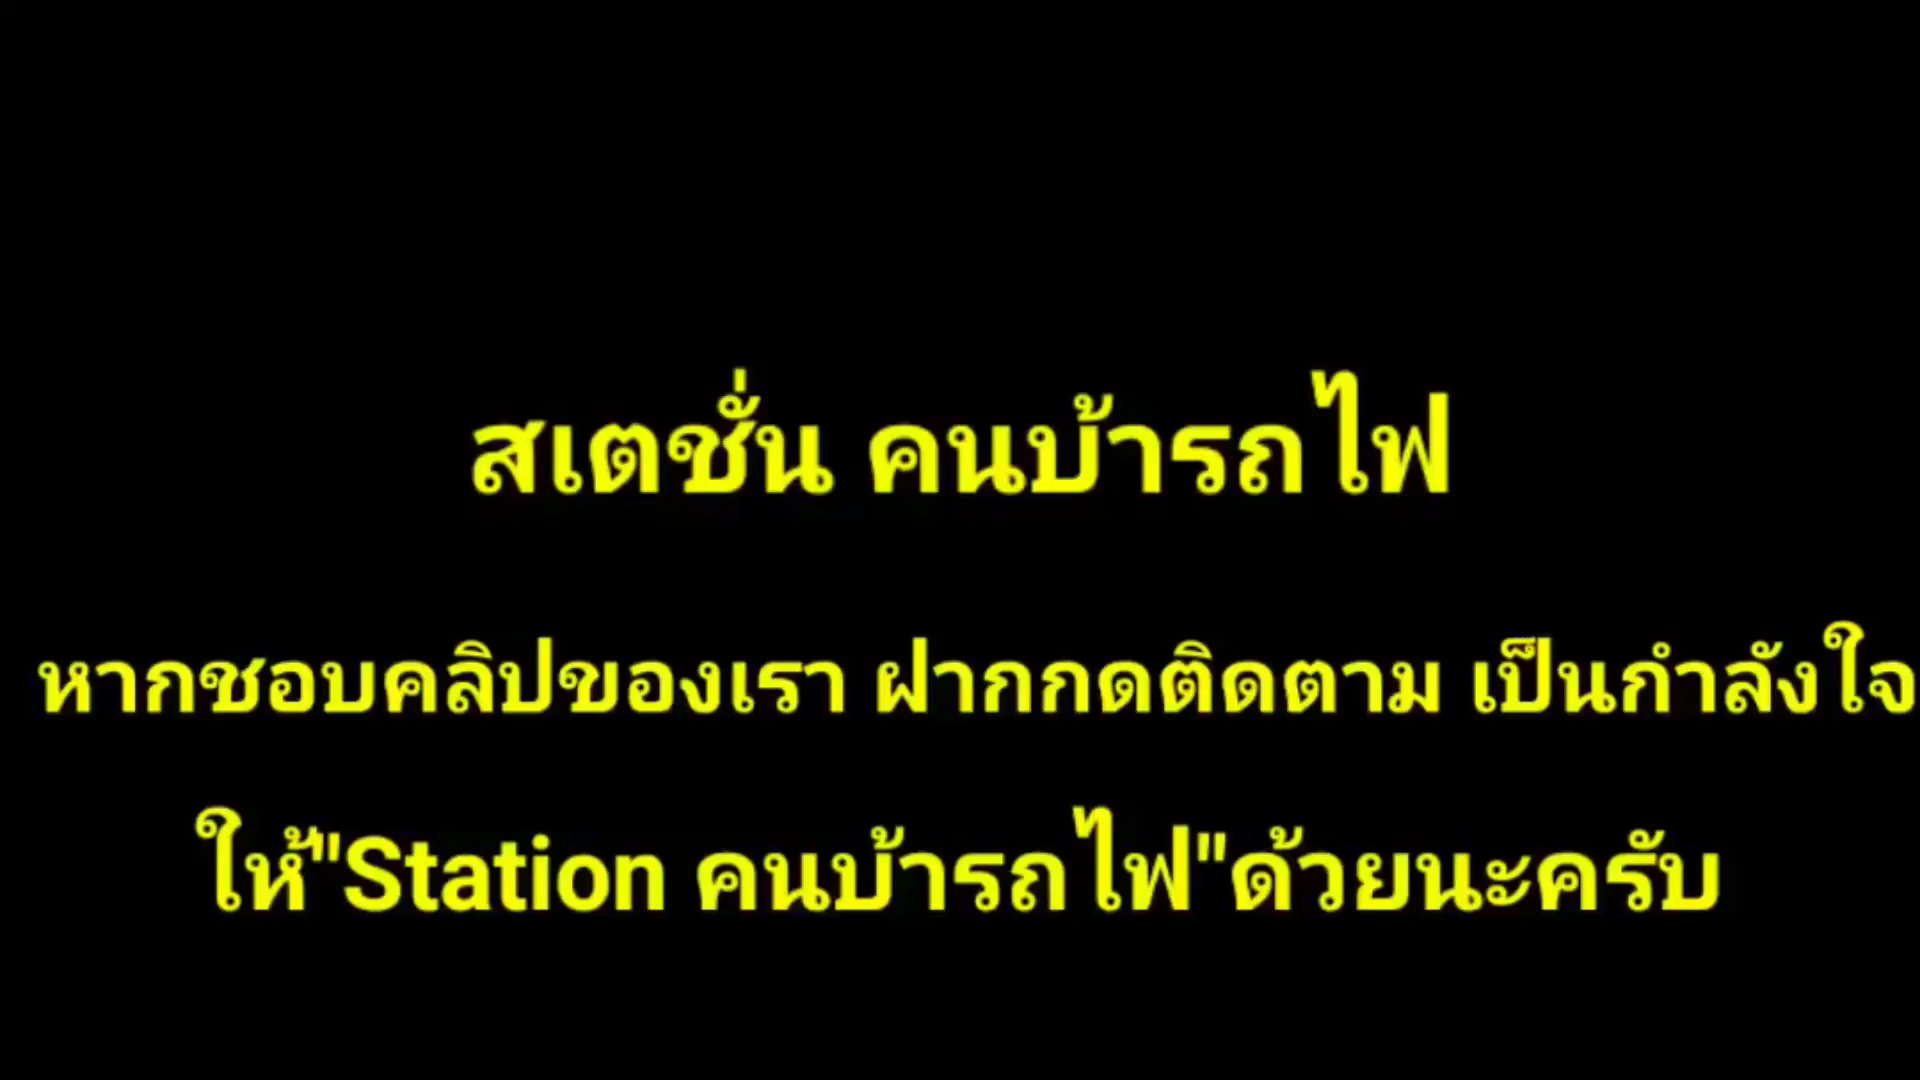 สเตชั่น คนบ้ารถไฟ
หากชอบคลิปของเรา ฝากกดติดตาม เป็นกำลังใจ
ให้"Station คนบ้ารถไฟ"ด้วยนะครับ